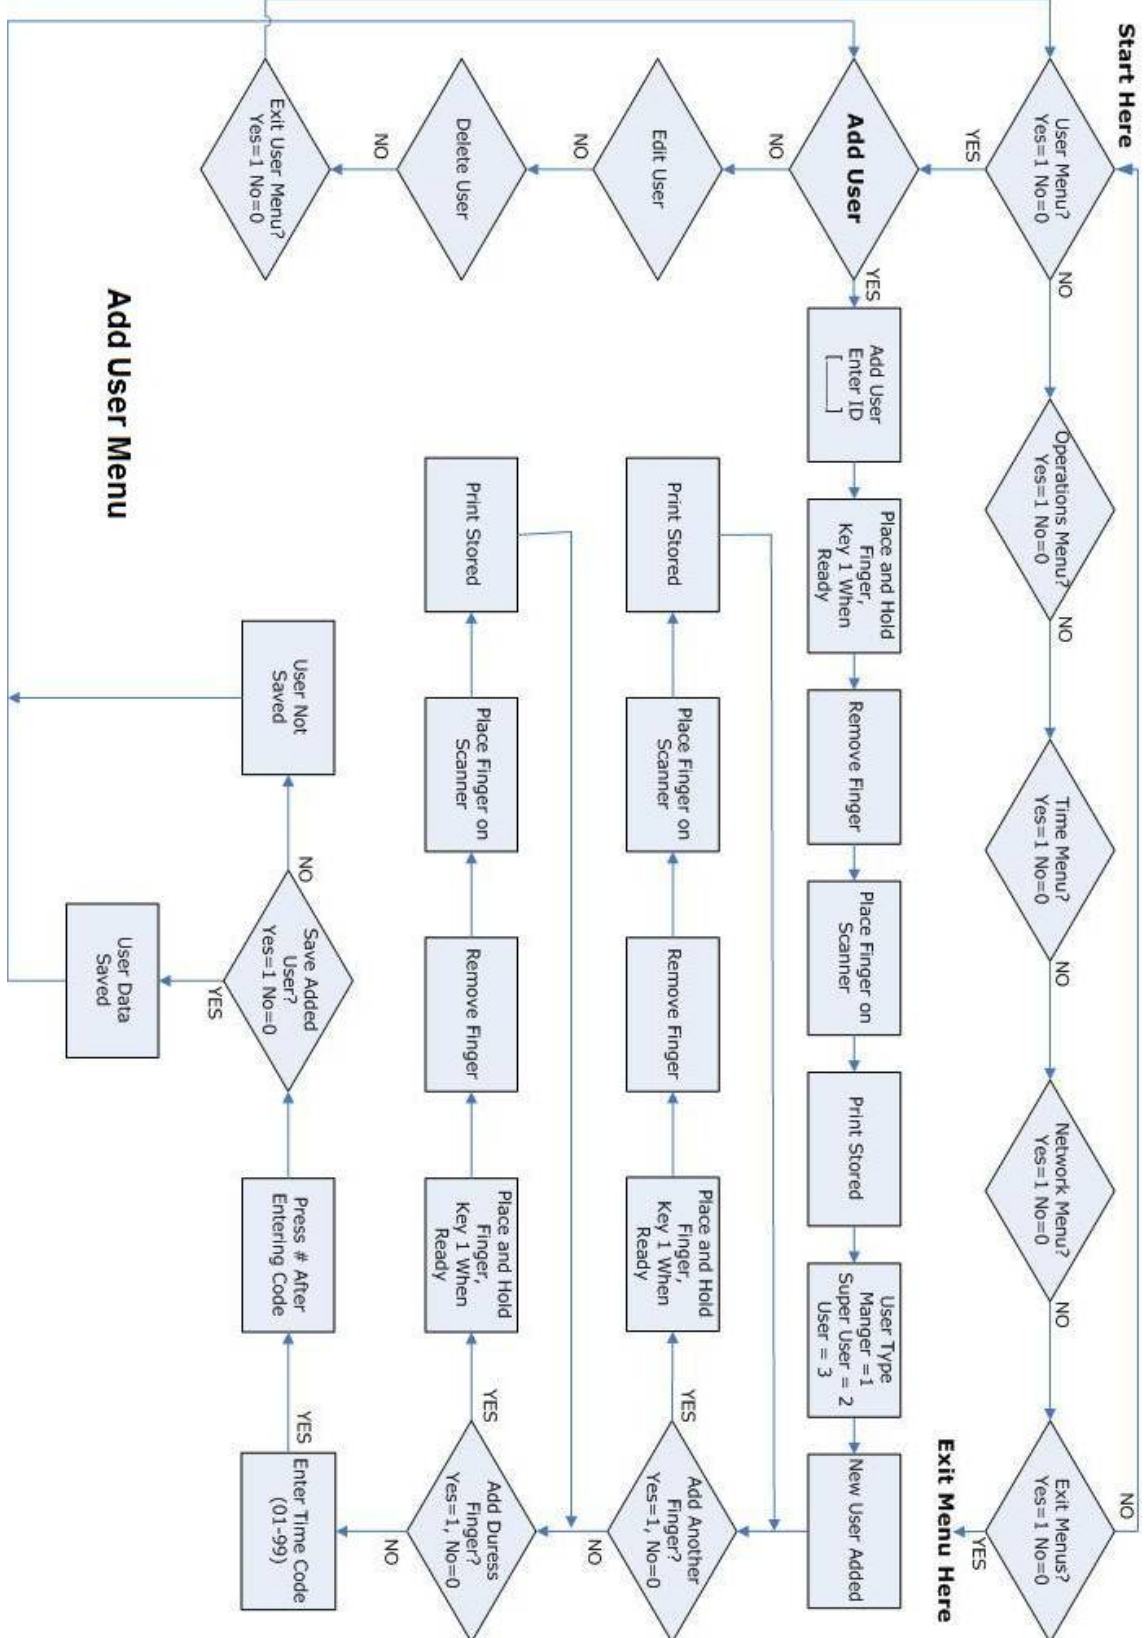 Start Here
User Menu?
Yes=1 No=0
NO
Operations Menu?
Yes=1 No=0
NO
Time Menu?
Yes=1 No=0
NO
Network Menu?
Yes=1 No=0
NO
Exit Menus?
Yes=1 No=0
NO
YES
Exit Menu Here
YES
Add User
YES
Add User
Enter ID
[____]
Place and Hold
Finger,
Key 1 When
Ready
Remove Finger
Place Finger on
Scanner
Print Stored
User Type
Manger =1
Super User = 2
User = 3
New User Added
NO
Edit User
Print Stored
Place Finger on
Scanner
Remove Finger
Place and Hold
Finger,
Key 1 When
Ready
YES
Add Another
Finger?
Yes=1, No=0
NO
NO
Delete User
Print Stored
Place Finger on
Scanner
Remove Finger
Place and Hold
Finger,
Key 1 When
Ready
YES
Add Duress
Finger?
Yes=1, No=0
NO
NO
Exit User Menu?
Yes=1 No=0
User Not
Saved
NO
Save Added
User?
Yes=1 No=0
YES
Press # After
Entering Code
YES
Enter Time Code
(01-99)
User Data
Saved
Add User Menu